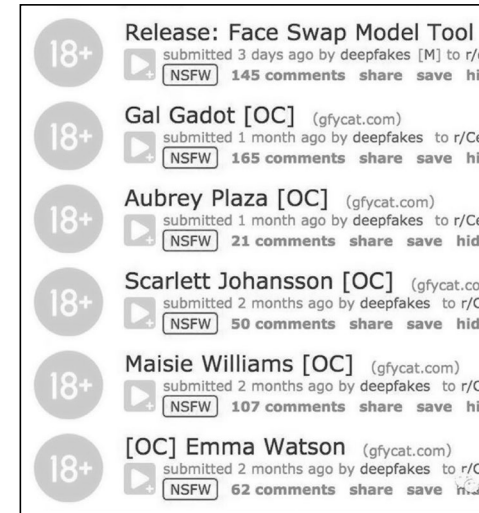 18+
Release: Face Swap Model Tool
submitted 3 days ago by deepfakes [M] to
NSFW 145 comments share save
18+
Gal Gadot [OC] (gfycat.com)
submitted 1 month ago by deepfakes to
NSFW 165 comments share save
18+
Aubrey Plaza [OC] (gfycat.com)
submitted 1 month ago by deepfakes to
NSFW 21 comments share save
18+
Scarlett Johansson [OC]
submitted 2 months ago by deepfakes to
NSFW 50 comments share save
18+
Maisie Williams [OC] (gfycat.com)
submitted 2 months ago by deepfakes to
NSFW 107 comments share save
18+
[OC] Emma Watson (gfycat.com)
submitted 2 months ago by deepfakes to
NSFW 62 comments share save